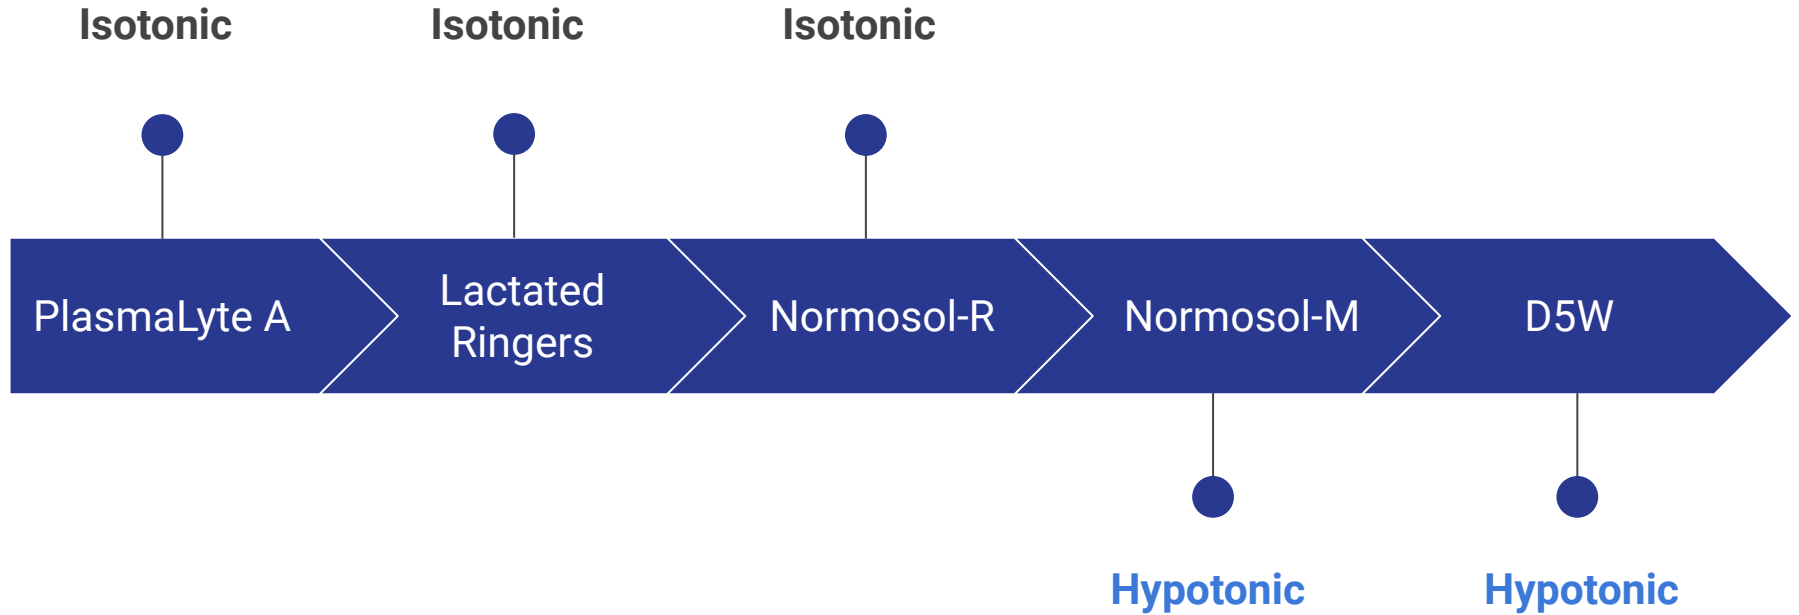 Isotonic
Isotonic
Isotonic
PlasmaLyte A
Lactated
Ringers
Normosol-R
Normosol-M
D5W
Hypotonic
Hypotonic